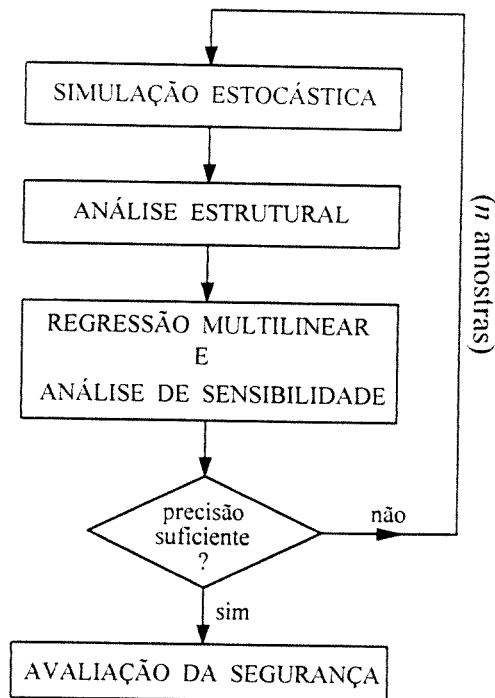 SIMULAÇÃO ESTOCÁSTICA
ANÁLISE ESTRUTURAL
(n amostras)
REGRESSÃO MULTILINEAR
E
ANÁLISE DE SENSIBILIDADE
precisão
suficiente
?
não
sim
AVALIAÇÃO DA SEGURANÇA